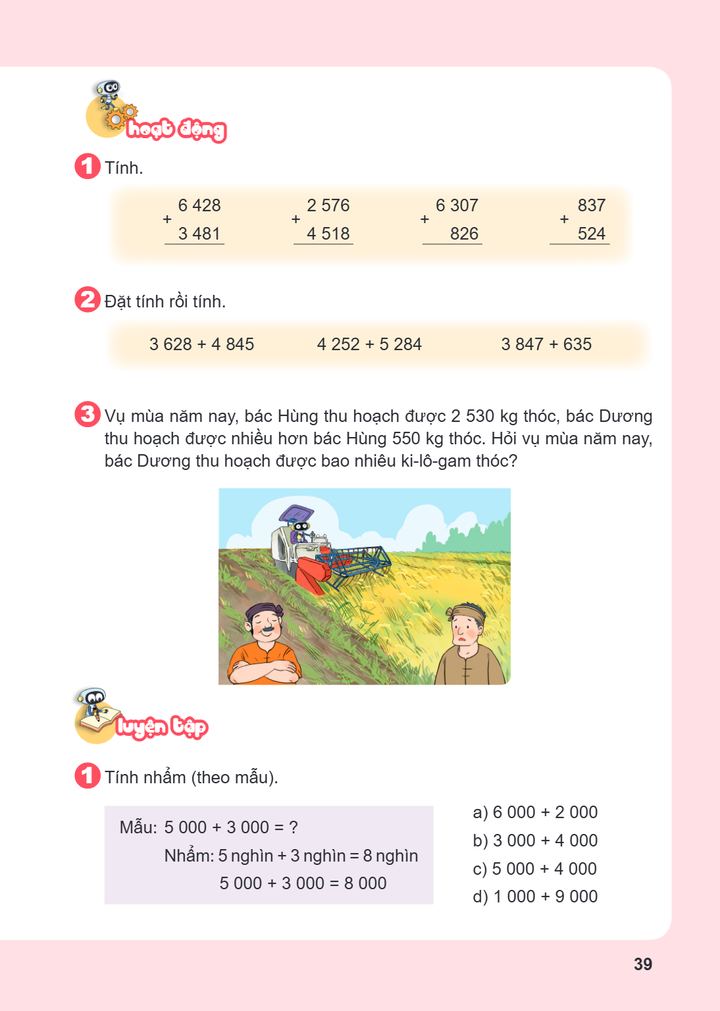 hoạt động
1 Tính.
6 428 2 576 6 307 837
+ + + +
3 481 4 518 826 524
2 Đặt tính rồi tính.
3 628 + 4 845 4 252 + 5 284 3 847 + 635
3 Vụ mùa năm nay, bác Hùng thu hoạch được 2 530 kg thóc, bác Dương
thu hoạch được nhiều hơn bác Hùng 550 kg thóc. Hỏi vụ mùa năm nay,
bác Dương thu hoạch được bao nhiêu ki-lô-gam thóc?
luyện tập
1 Tính nhẩm (theo mẫu).
Mẫu: 5 000 + 3 000 = ?
Nhẩm: 5 nghìn + 3 nghìn = 8 nghìn
5 000 + 3 000 = 8 000
a) 6 000 + 2 000
b) 3 000 + 4 000
c) 5 000 + 4 000
d) 1 000 + 9 000
39